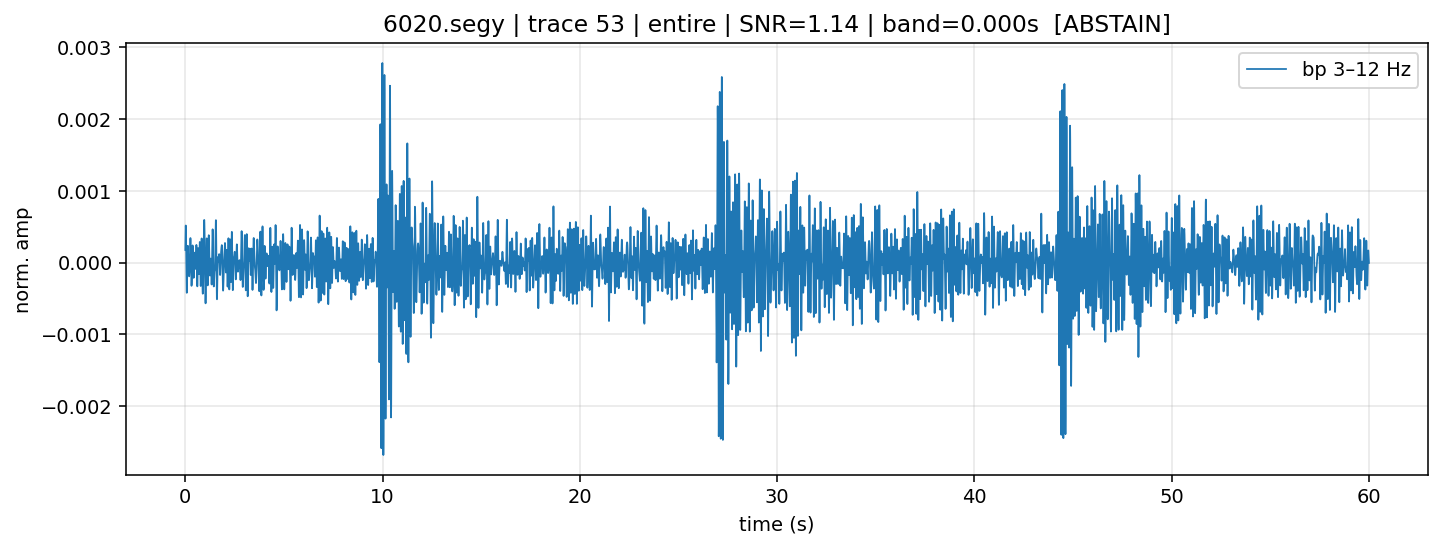 6020.segy | trace 53 | entire | SNR=1.14 | band=0.000s  [ABSTAIN]
bp 3–12 Hz
norm. amp
0.003
0.002
0.001
0.000
−0.001
−0.002
0 10 20 30 40 50 60
time (s)